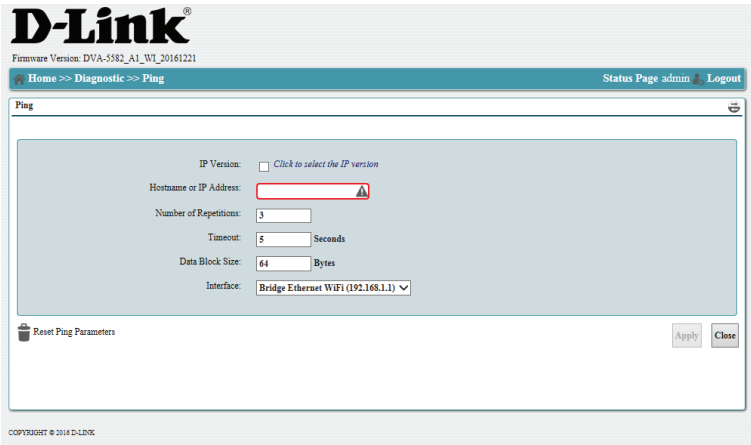 D-Link®
Firmware Version: DVA-5582_A1_WI_20161221
Home >> Diagnostic >> Ping Status Page admin Logout
Ping
IP Version: Click to select the IP version
Hostname or IP Address:
Number of Repetitions: 3
Timeout: 5 Seconds
Data Block Size: 64 Bytes
Interface: Bridge Ethernet WiFi (192.168.1.1)
Reset Ping Parameters Apply Close
COPYRIGHT © 2016 D-LINK